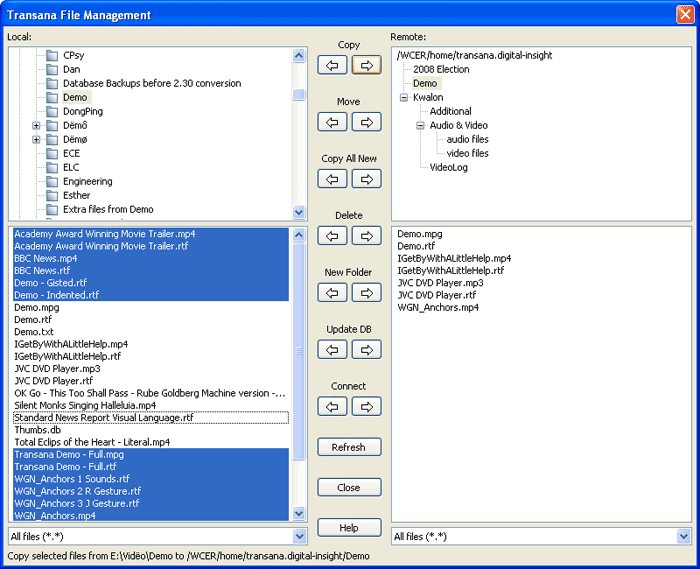 Transana File Management
Local:
CPsy
Dan
Database Backups before 2.30 conversion
Demo
DongPing
Dëmô
Dëmø
ECE
ELC
Engineering
Esther
Extra files from Demo
Academy Award Winning Movie Trailer.mp4
Academy Award Winning Movie Trailer.rtf
BBC News.mp4
BBC News.rtf
Demo - Gisted.rtf
Demo - Indented.rtf
Demo.mpg
Demo.rtf
Demo.txt
IGetByWithALittleHelp.mp4
IGetByWithALittleHelp.rtf
JVC DVD Player.mp3
JVC DVD Player.rtf
OK Go - This Too Shall Pass - Rube Goldberg Machine version -...
Silent Monks Singing Halleluia.mp4
Standard News Report Visual Language.rtf
Thumbs.db
Total Eclips of the Heart - Literal.mp4
Transana Demo - Full.mpg
Transana Demo - Full.rtf
WGN_Anchors 1 Sounds.rtf
WGN_Anchors 2 R Gesture.rtf
WGN_Anchors 3 J Gesture.rtf
WGN_Anchors.mp4
All files (*.*)
Copy
Move
Copy All New
Delete
New Folder
Update DB
Connect
Refresh
Close
Help
Remote:
/WCER/home/transana.digital-insight
2008 Election
Demo
Kwalon
Additional
Audio & Video
audio files
video files
VideoLog
Demo.mpg
Demo.rtf
IGetByWithALittleHelp.mp4
IGetByWithALittleHelp.rtf
JVC DVD Player.mp3
JVC DVD Player.rtf
WGN_Anchors.mp4
All files (*.*)
Copy selected files from E:\Vidëo\Demo to /WCER/home/transana.digital-insight/Demo